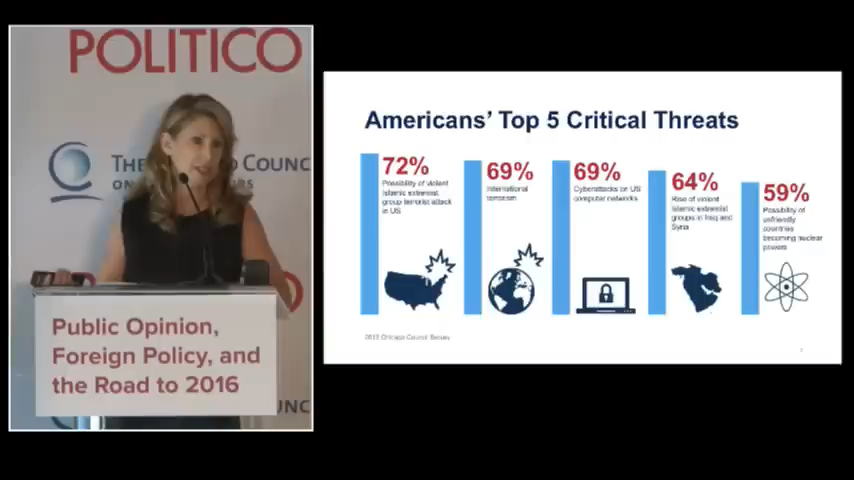 POLITICO
THE
COUNC
ON
RS
Public Opinion,
Foreign Policy, and
the Road to 2016
UNC
Americans' Top 5 Critical Threats
72%
Possibility of violent
Islamic extremist
group terrorist attack
in US
69%
International
terrorism
69%
Cyberattacks on US
computer networks
64%
Rise of violent
Islamic extremist
groups in Iraq and
Syria
59%
Possibility of
unfriendly
countries
becoming nuclear
powers
Chicago Council Survey